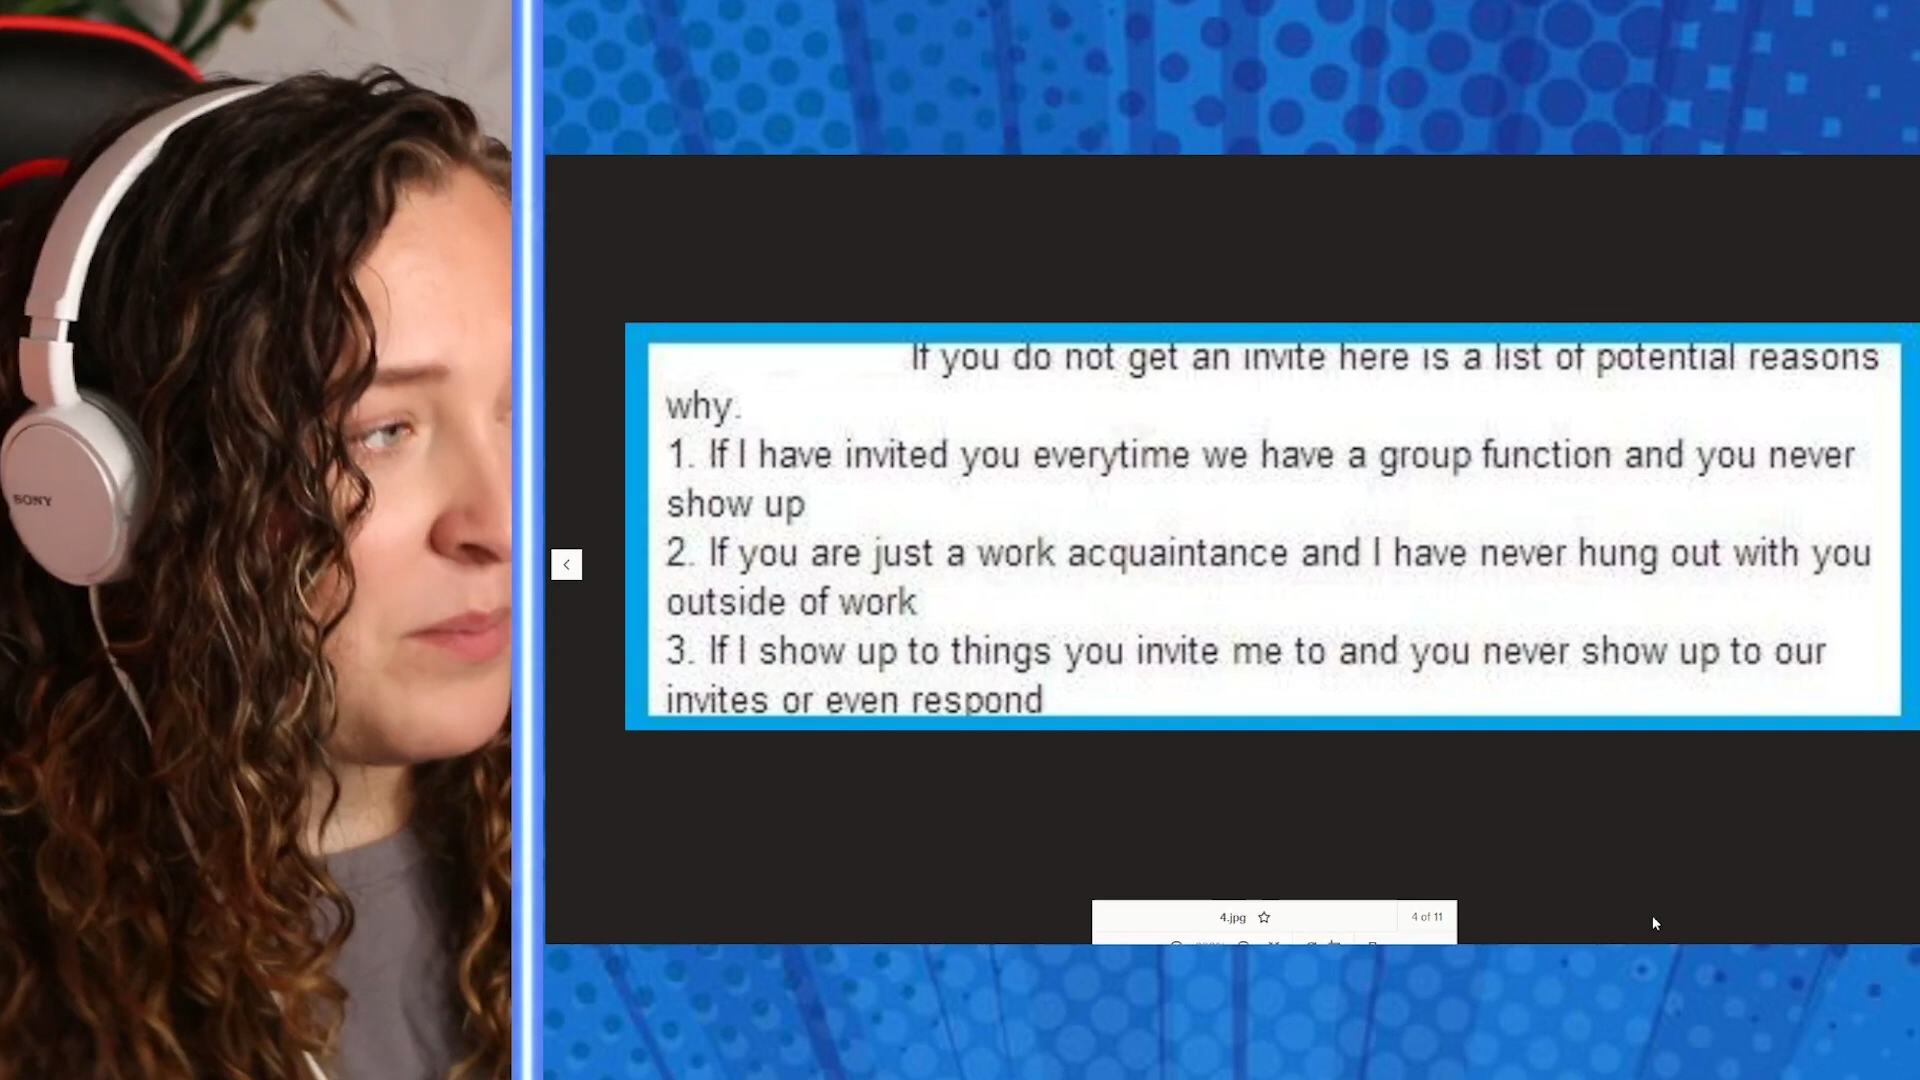 SONY
If you do not get an invite here is a list of potential reasons
why.
1. If I have invited you everytime we have a group function and you never
show up
2. If you are just a work acquaintance and I have never hung out with you
outside of work
3. If I show up to things you invite me to and you never show up to our
invites or even respond
4.jpg
4 of 11